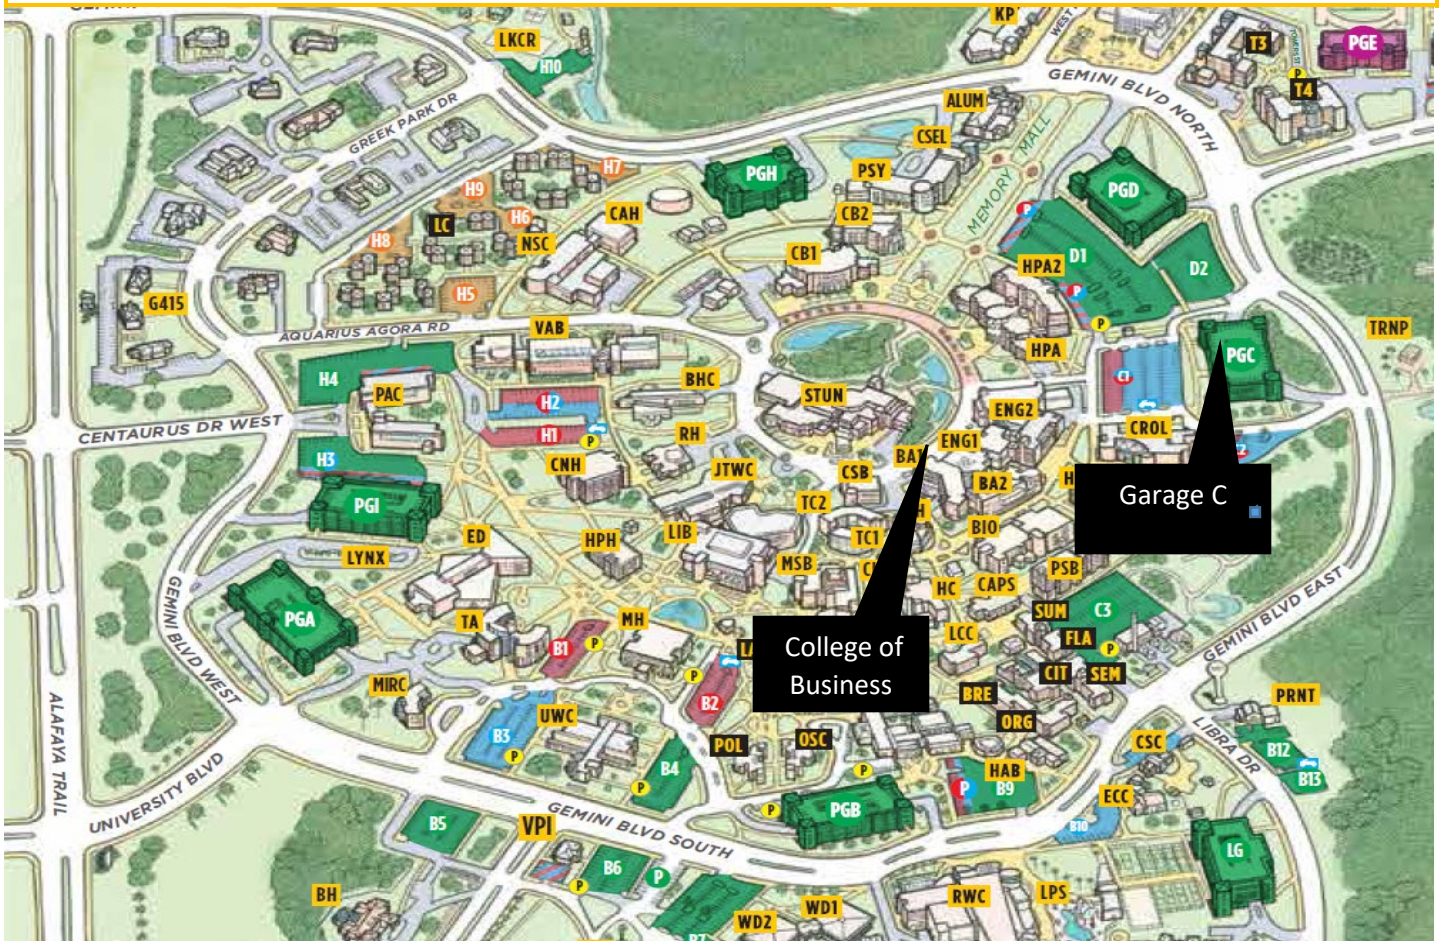 KP
T3
PGE
T4
LKCR
H10
GEMINI BLVD NORTH
ALUM
CSEL
MEMORY MALL
GREEK PARK DR
PGH
PSY
PGD
H7
H9
LC
H6
CAH
NSC
H8
CB2
CB1
D1
D2
HPA2
H5
G415
AQUARIUS AGORA RD
VAB
HPA
PGC
TRNP
H4
PAC
BHC
STUN
C1
H2
H1
ENG2
CROL
CENTAURUS DR WEST
RH
ENG1
H3
CNH
JTWC
CSB
BA2
PGI
TC2
Garage C
LYNX
ED
HPH
LIB
TC1
BIO
MSB
PSB
GEMINI BLVD WEST
PGA
HC
CAPS
SUM
C3
GEMINI BLVD EAST
TA
MH
LCC
FLA
B1
College of
Business
CIT
SEM
MIRC
B2
BRE
PRNT
ALAFAYA TRAIL
UWC
B3
POL
OSC
ORG
LIBRA DR
CSC
B12
B13
UNIVERSITY BLVD
B4
HAB
B9
ECC
GEMINI BLVD SOUTH
PGB
B5
VPI
B10
LG
B6
P
BH
WD2
WD1
RWC
LPS
B7